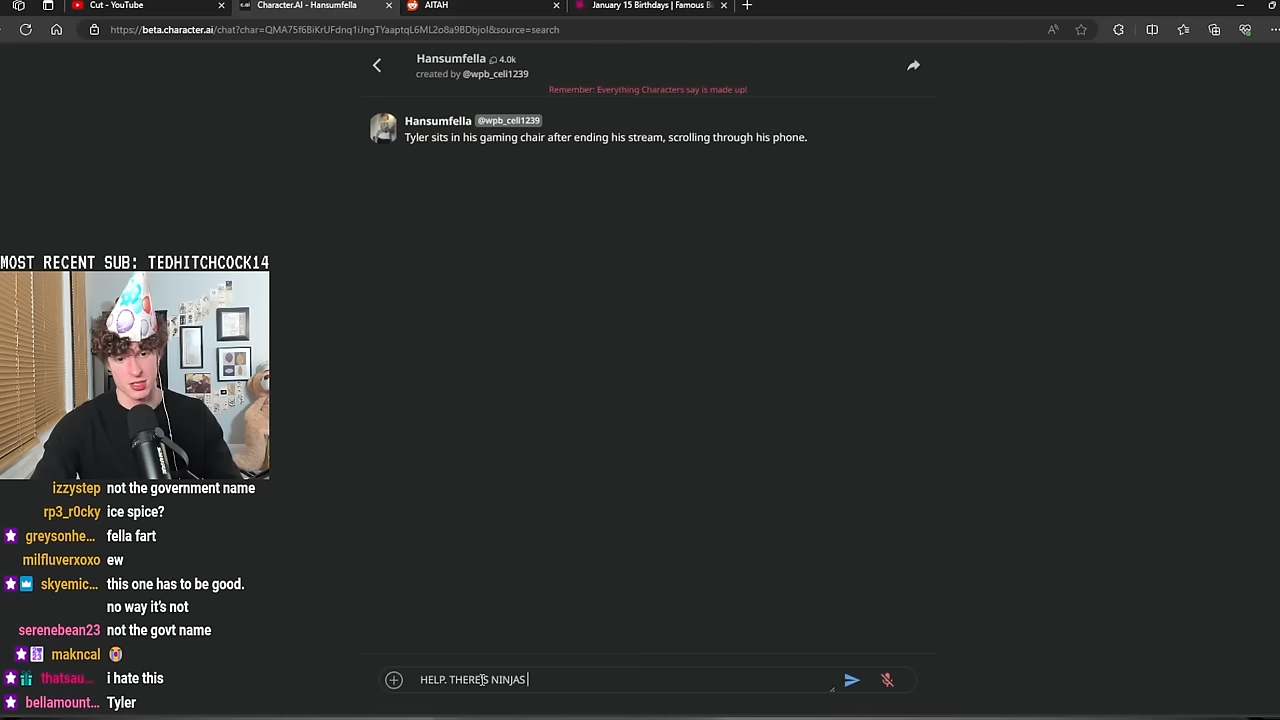 Cut - YouTube
Character.AI - Hansumfella
AITAH
January 15 Birthdays | Famous B
https://beta.character.ai/chat?char=QMA75f6BiKrUFdnq1iJngTYaaptqL6ML2o8a9BDbjoI&source=search
Hansumfella 4.0k
created by @wpb_cell1239
Remember: Everything Characters say is made up!
Hansumfella @wpb_cell1239
Tyler sits in his gaming chair after ending his stream, scrolling through his phone.
MOST RECENT SUB: TEDHITCHCOCK14
izzystep not the government name
rp3_r0cky ice spice?
greysonhe... fella fart
milfluverxoxo ew
skyemic... this one has to be good.
no way it's not
serenebean23 not the govt name
makncal
thatsau... i hate this
bellamount... Tyler
HELP. THERE'S NINJAS